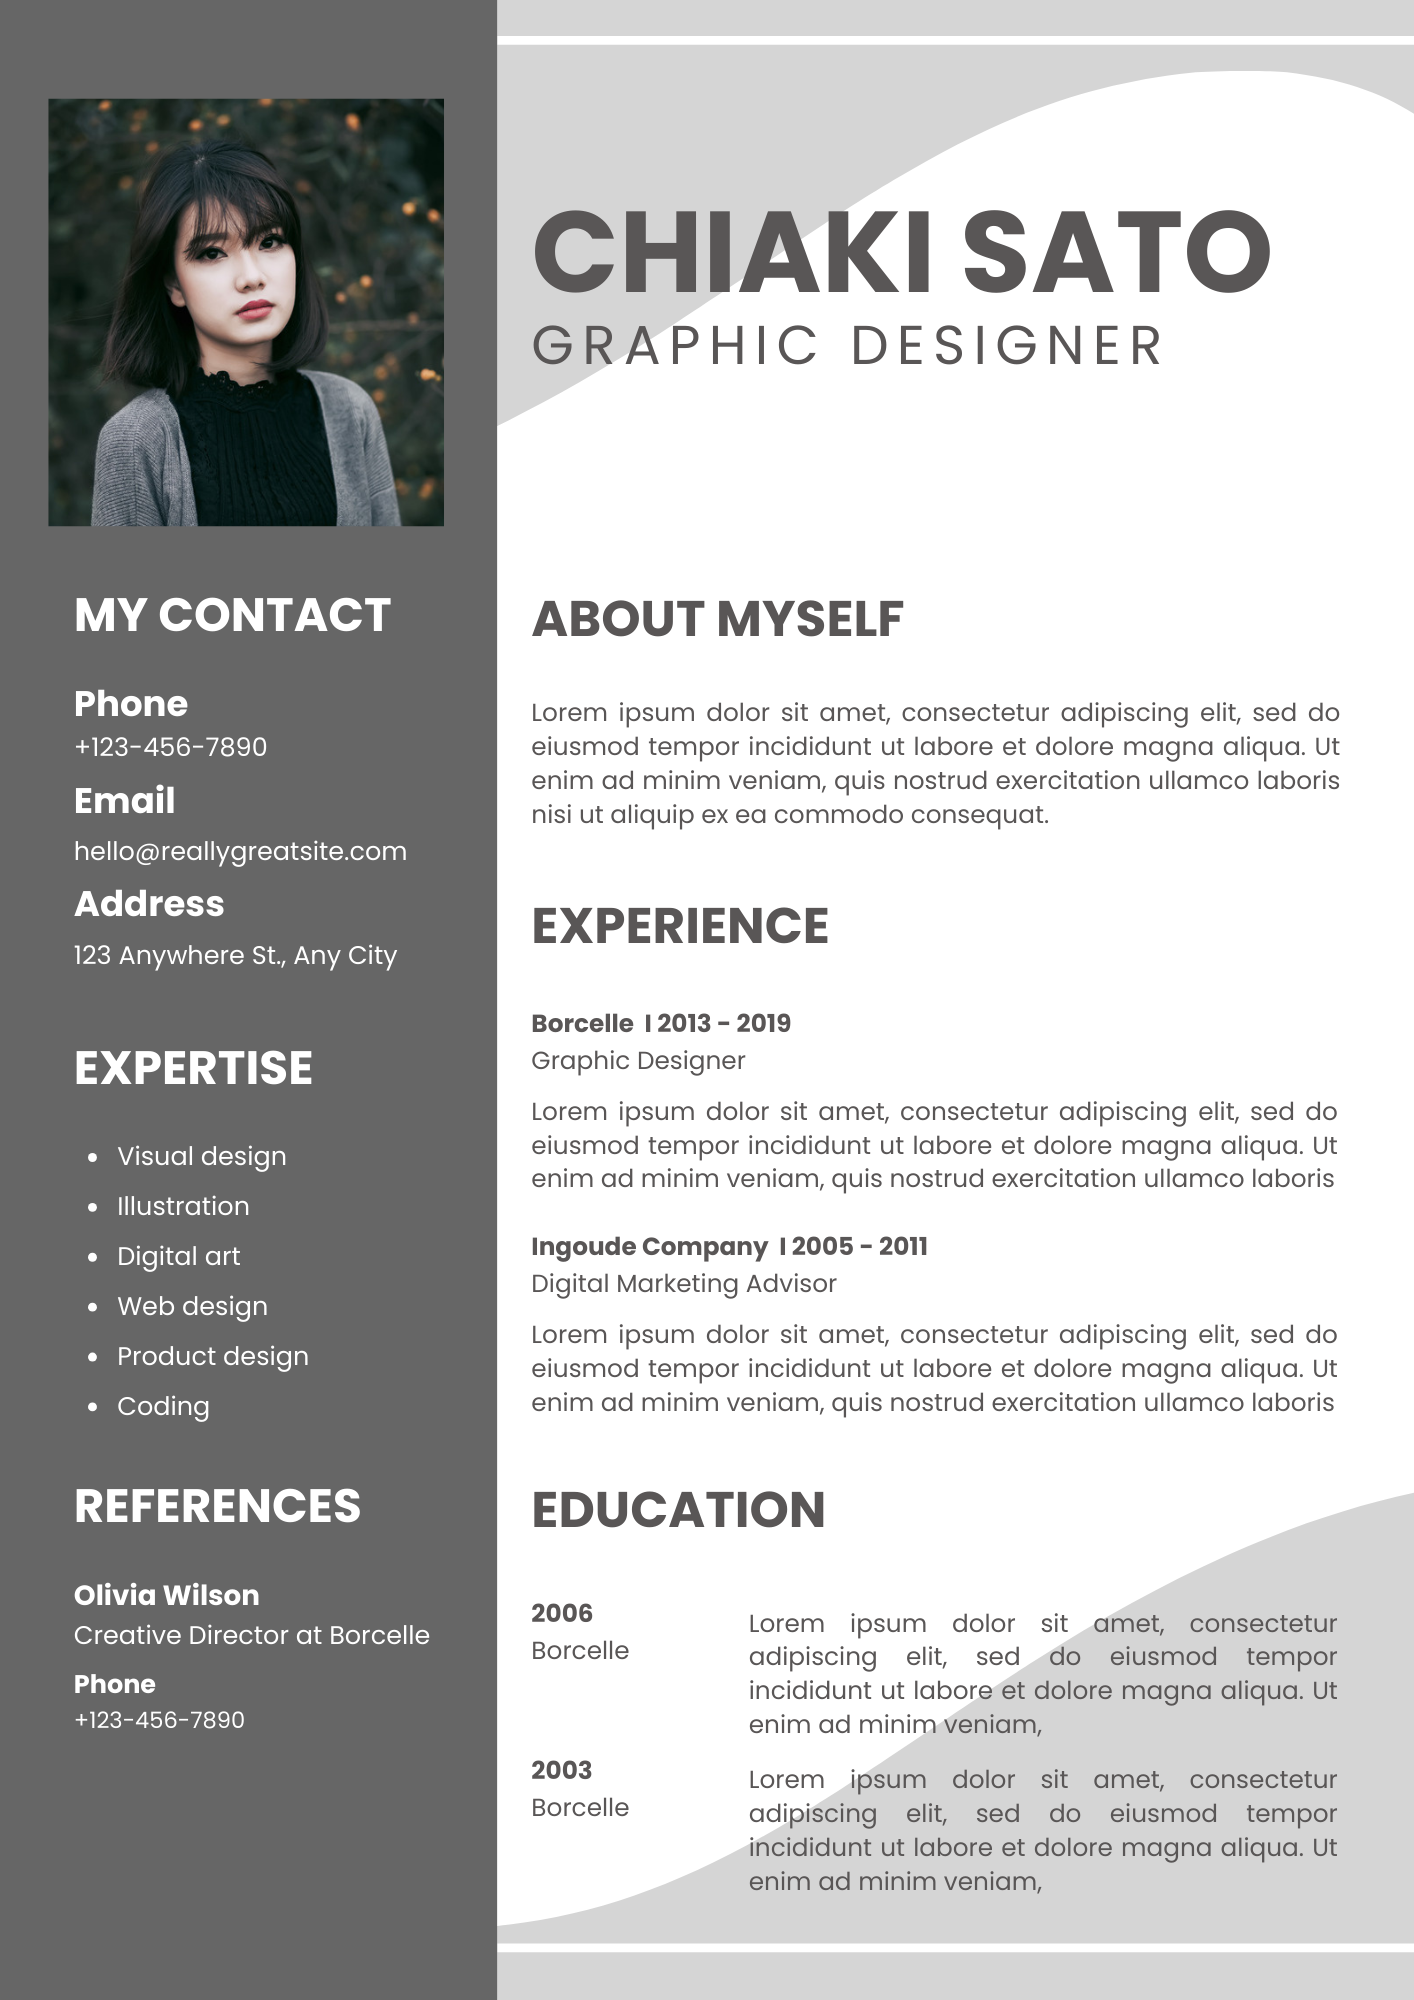 CHIAKI SATO
GRAPHIC DESIGNER
MY CONTACT
Phone
+123-456-7890
Email
hello@reallygreatsite.com
Address
123 Anywhere St., Any City
EXPERTISE
• Visual design
• Illustration
• Digital art
• Web design
• Product design
• Coding
REFERENCES
Olivia Wilson
Creative Director at Borcelle
Phone
+123-456-7890
ABOUT MYSELF
Lorem ipsum dolor sit amet, consectetur adipiscing elit, sed do
eiusmod tempor incididunt ut labore et dolore magna aliqua. Ut
enim ad minim veniam, quis nostrud exercitation ullamco laboris
nisi ut aliquip ex ea commodo consequat.
EXPERIENCE
Borcelle I 2013 - 2019
Graphic Designer
Lorem ipsum dolor sit amet, consectetur adipiscing elit, sed do
eiusmod tempor incididunt ut labore et dolore magna aliqua. Ut
enim ad minim veniam, quis nostrud exercitation ullamco laboris
Ingoude Company I 2005 - 2011
Digital Marketing Advisor
Lorem ipsum dolor sit amet, consectetur adipiscing elit, sed do
eiusmod tempor incididunt ut labore et dolore magna aliqua. Ut
enim ad minim veniam, quis nostrud exercitation ullamco laboris
EDUCATION
2006
Borcelle
Lorem ipsum dolor sit amet, consectetur
adipiscing elit, sed do eiusmod tempor
incididunt ut labore et dolore magna aliqua. Ut
enim ad minim veniam,
2003
Borcelle
Lorem ipsum dolor sit amet, consectetur
adipiscing elit, sed do eiusmod tempor
incididunt ut labore et dolore magna aliqua. Ut
enim ad minim veniam,